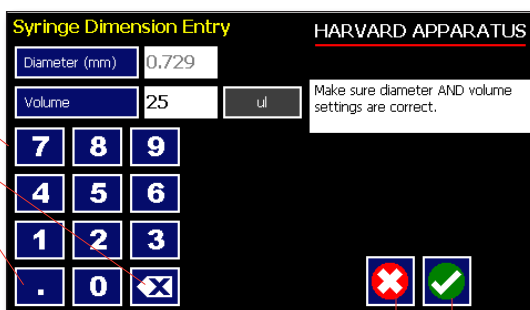 Syringe Dimension Entry
HARVARD APPARATUS
Diameter (mm) 0.729
Volume 25 ul
Make sure diameter AND volume
settings are correct.
7 8 9
4 5 6
1 2 3
. 0